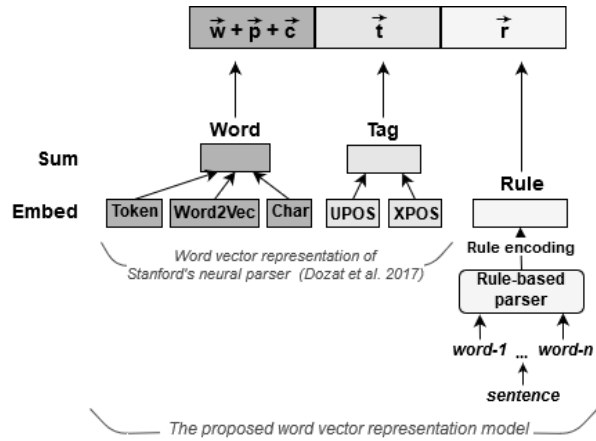 w⃗ + p⃗ + c⃗ t⃗ r⃗
Word Tag
Sum
Rule
Embed Token Word2Vec Char UPOS XPOS
Rule encoding
Word vector representation of
Stanford's neural parser (Dozat et al. 2017)
Rule-based
parser
word-1 ... word-n
sentence
The proposed word vector representation model